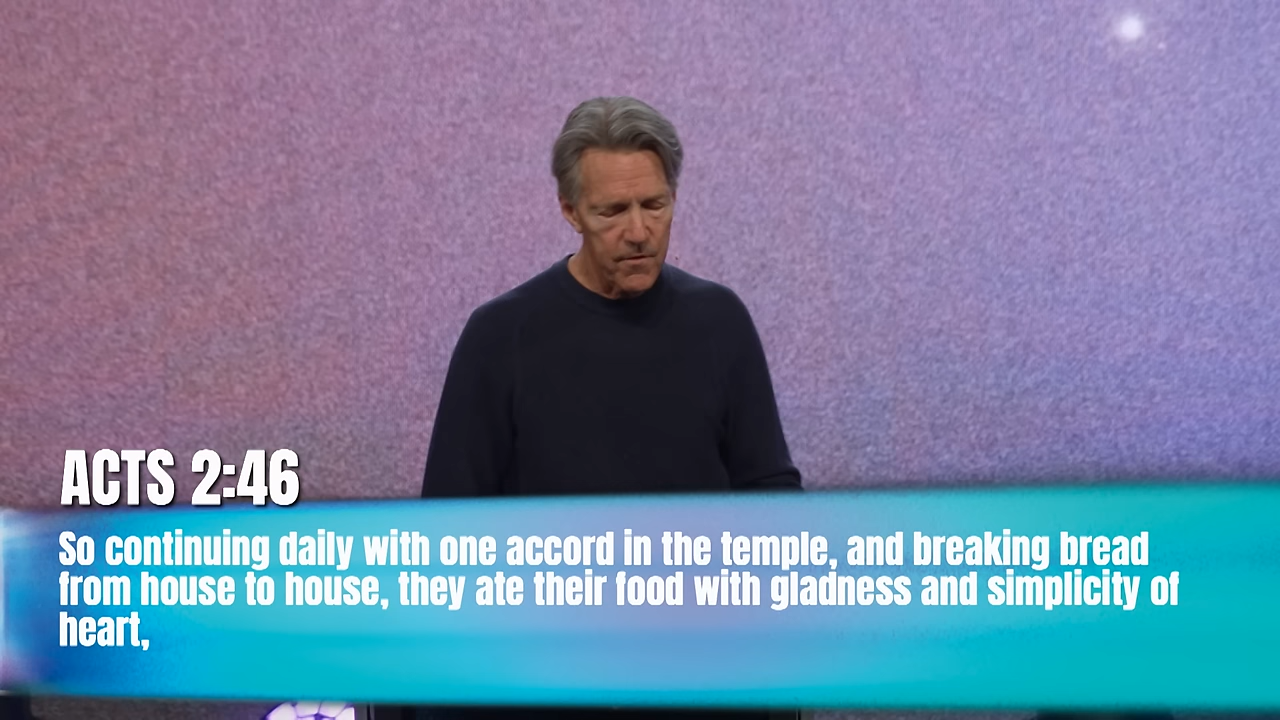 ACTS 2:46
So continuing daily with one accord in the temple, and breaking bread
from house to house, they ate their food with gladness and simplicity of
heart,